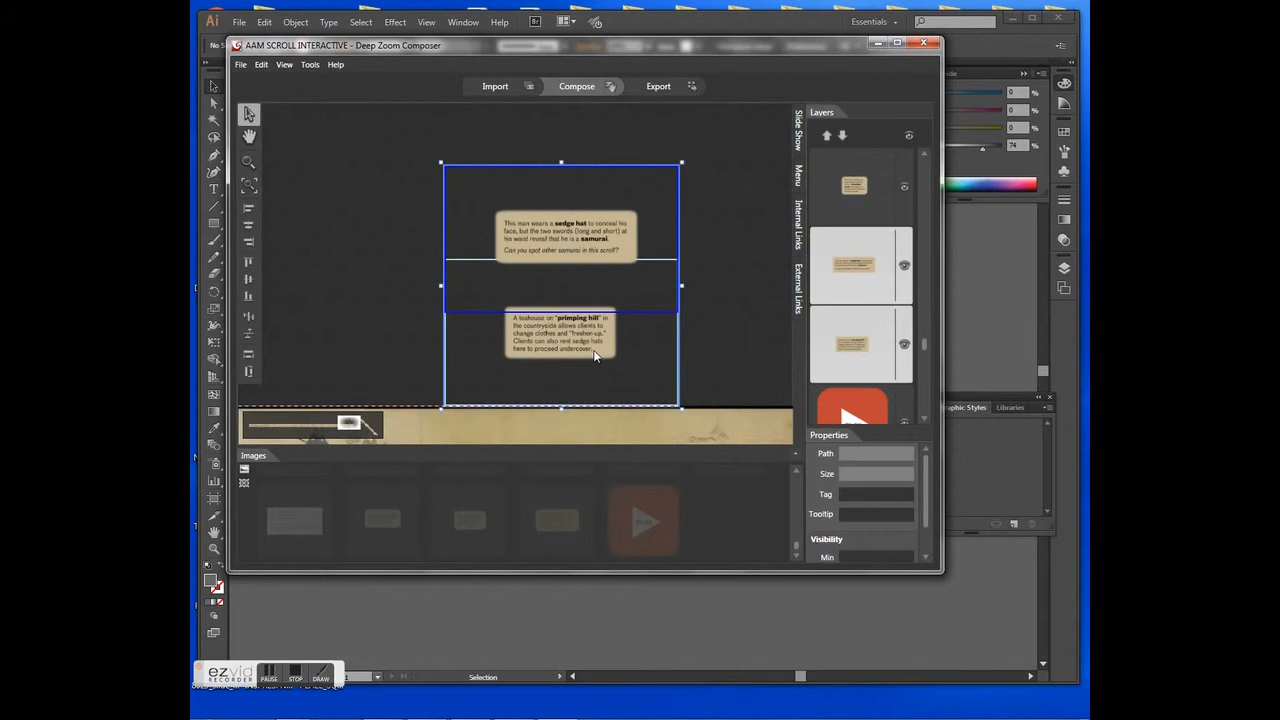 Ai File Edit Object Type Select Effect View Window Help Br Essentials
AAM SCROLL INTERACTIVE - Deep Zoom Composer
File Edit View Tools Help
Import Compose Export
Slide Show
Menu
Internal Links
External Links
Layers
This man wears a sedge hat to conceal his
face, but the two swords (long and short) at
his waist reveal that he is a samurai.
Can you spot other samurai in this scroll?
A teahouse on "primping hill" in
the countryside allows clients to
change clothes and "freshen-up."
Clients can also rent sedge hats
here to proceed undercover.
Images
PLAY
Properties
Path
Size
Tag
Tooltip
Visibility
Min
0 %
0 %
0 %
74 %
Libraries
ezvid
RECORDER
PAUSE STOP DRAW
Selection